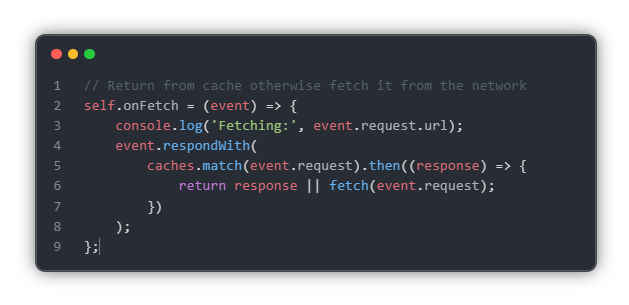 1 // Return from cache otherwise fetch it from the network
2 self.onFetch = (event) => {
3     console.log('Fetching:', event.request.url);
4     event.respondWith(
5         caches.match(event.request).then((response) => {
6             return response || fetch(event.request);
7         })
8     );
9 };